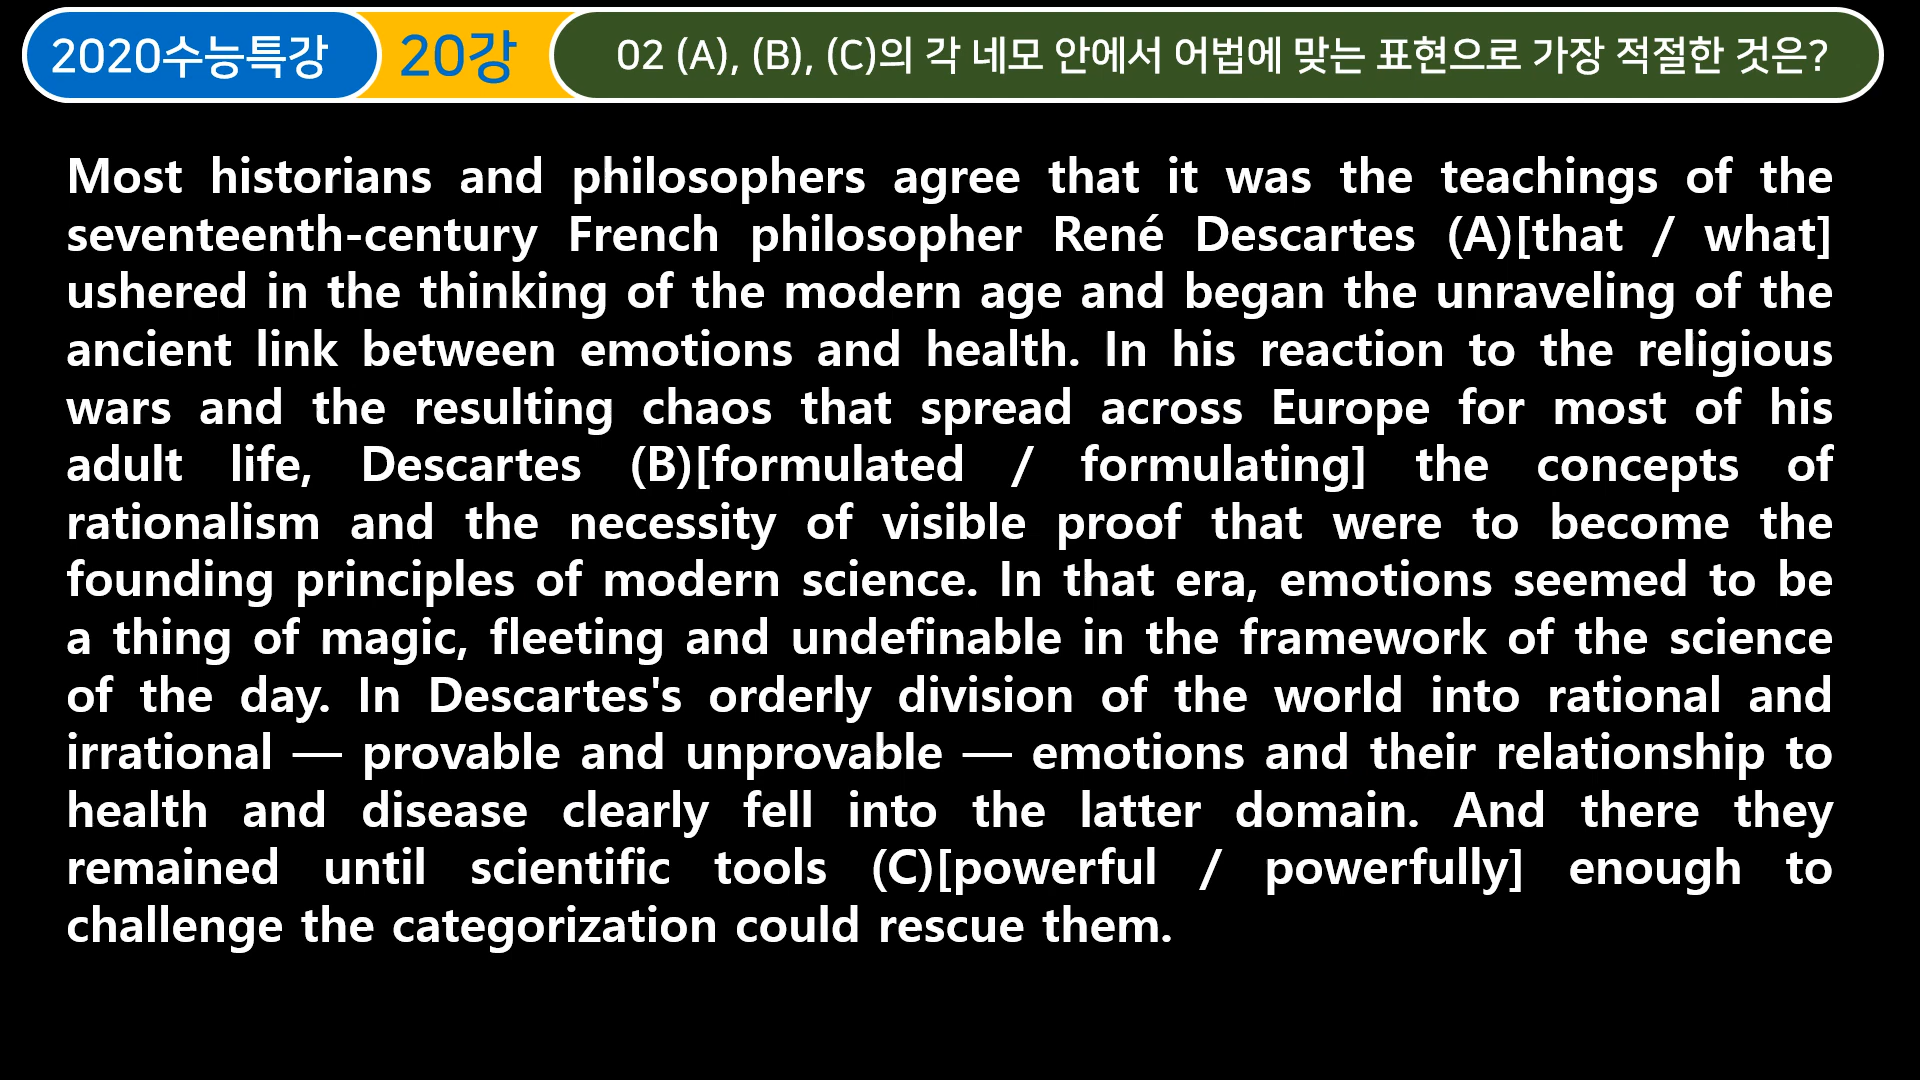 2020수능특강 20강 02 (A), (B), (C)의 각 네모 안에서 어법에 맞는 표현으로 가장 적절한 것은?
Most historians and philosophers agree that it was the teachings of the
seventeenth-century French philosopher René Descartes (A)[that / what]
ushered in the thinking of the modern age and began the unraveling of the
ancient link between emotions and health. In his reaction to the religious
wars and the resulting chaos that spread across Europe for most of his
adult life, Descartes (B)[formulated / formulating] the concepts of
rationalism and the necessity of visible proof that were to become the
founding principles of modern science. In that era, emotions seemed to be
a thing of magic, fleeting and undefinable in the framework of the science
of the day. In Descartes's orderly division of the world into rational and
irrational — provable and unprovable — emotions and their relationship to
health and disease clearly fell into the latter domain. And there they
remained until scientific tools (C)[powerful / powerfully] enough to
challenge the categorization could rescue them.